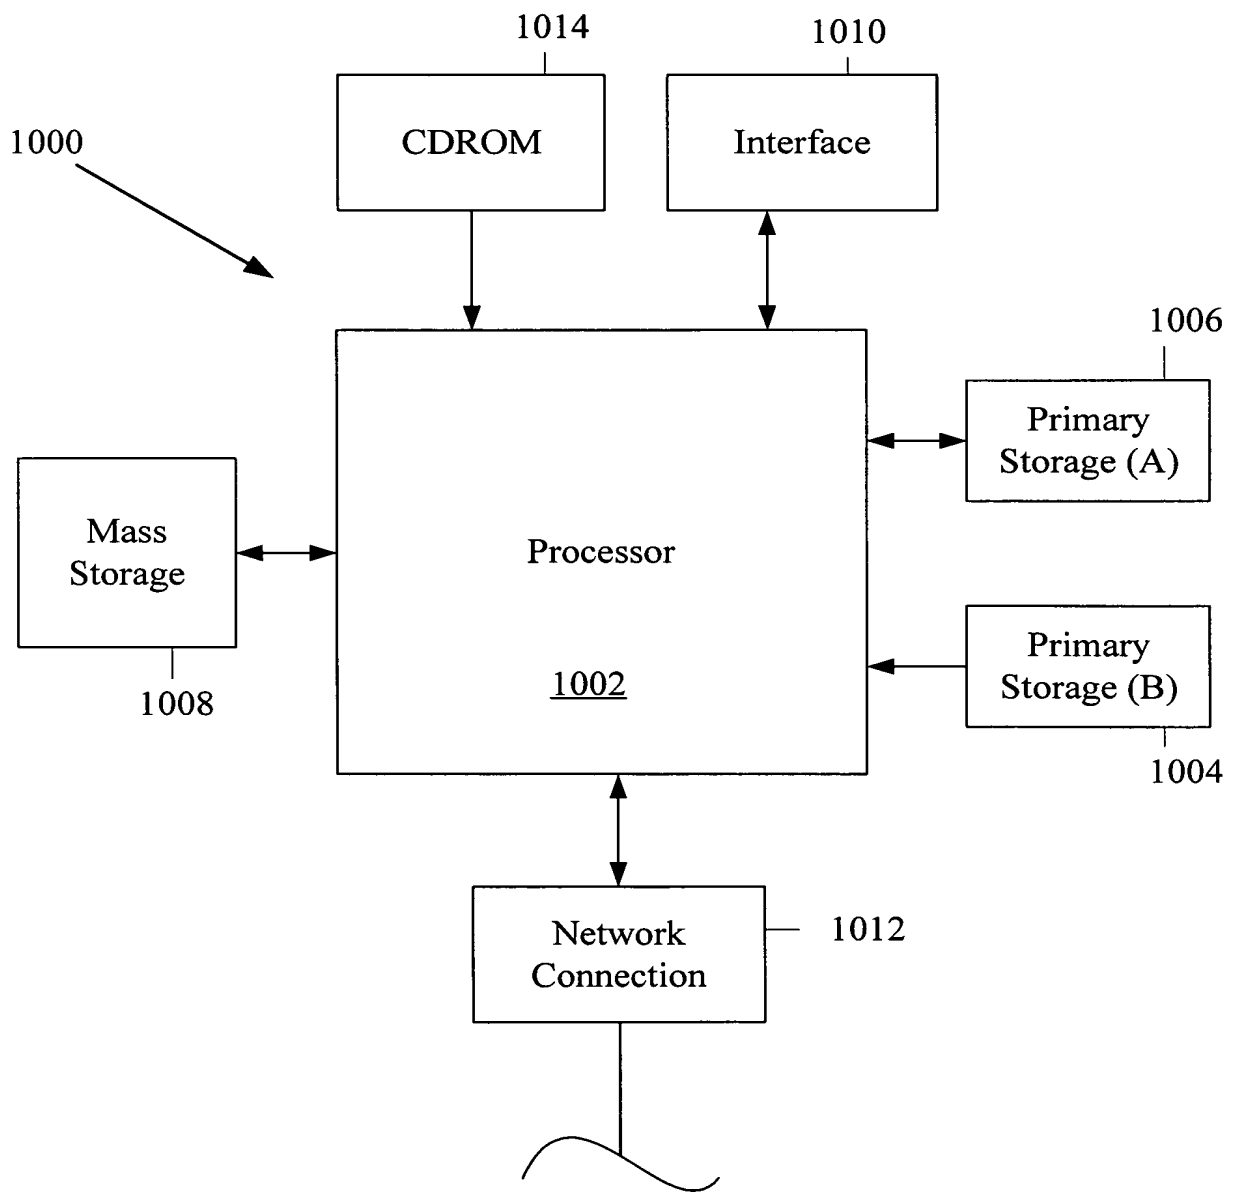 1014
1010
1000
CDROM
Interface
1006
Primary
Storage (A)
Mass
Storage
Processor
Primary
Storage (B)
1002
1008
1004
Network
Connection
1012